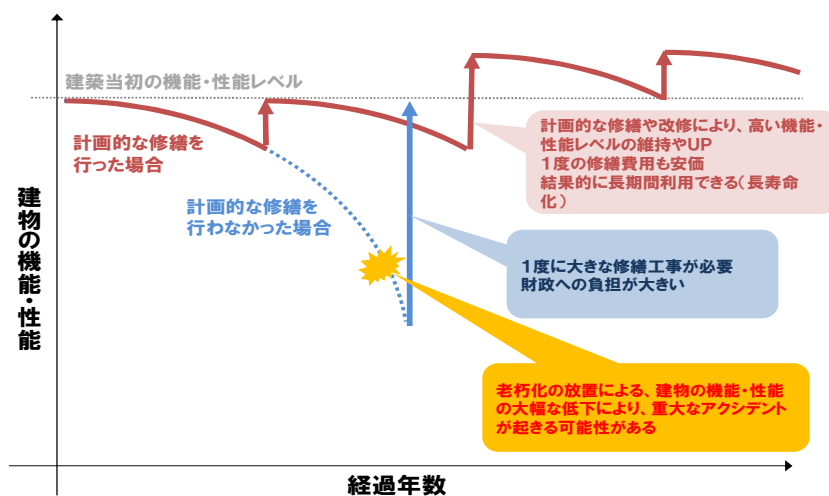 建築当初の機能・性能レベル
計画的な修繕を
行った場合
計画的な修繕や改修により、高い機能・
性能レベルの維持やUP
1度の修繕費用も安価
結果的に長期間利用できる(長寿命
化)
計画的な修繕を
行わなかった場合
1度に大きな修繕工事が必要
財政への負担が大きい
老朽化の放置による、建物の機能・性能
の大幅な低下により、重大なアクシデント
が起きる可能性がある
建物の機能・性能
経過年数